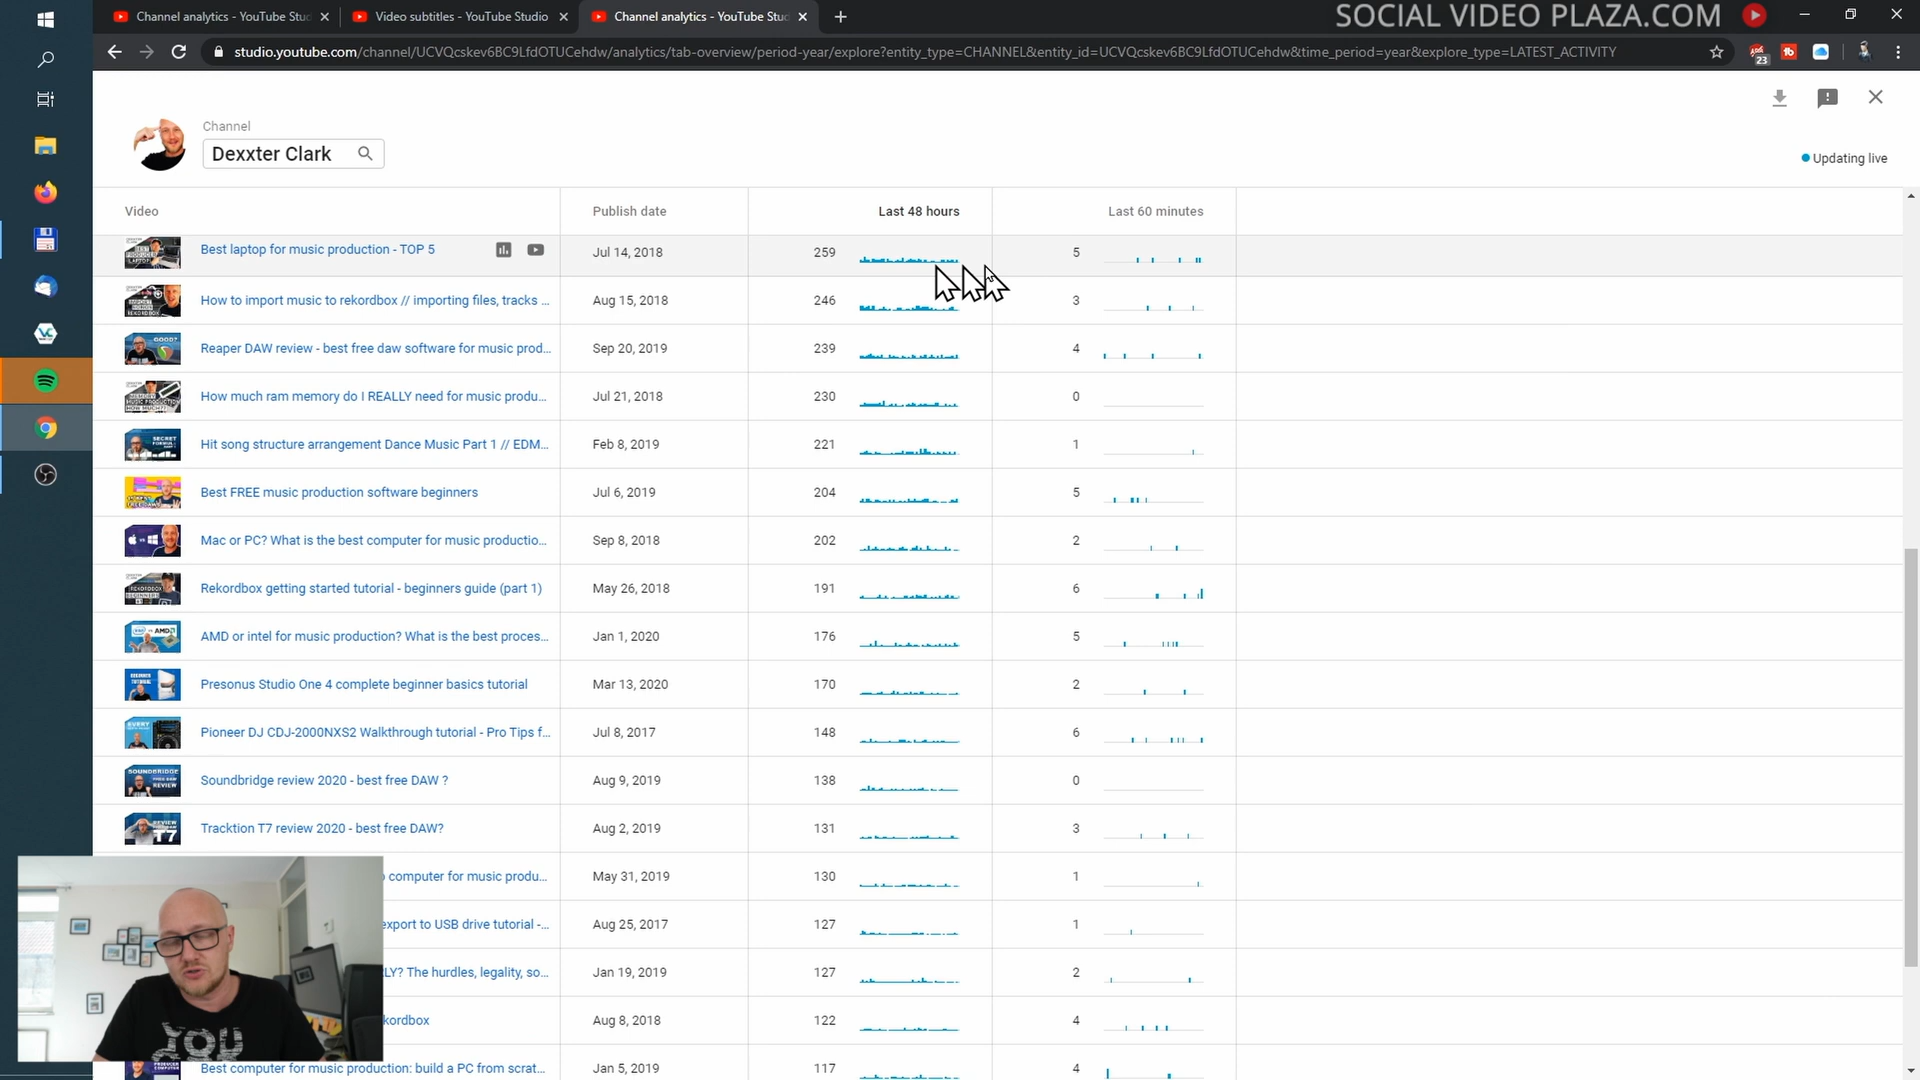 Channel analytics - YouTube Stu
Video subtitles - YouTube Studio
Channel analytics - YouTube Stu
SOCIAL VIDEO PLAZA.COM
studio.youtube.com/channel/UCVQcskev6BC9LfdOTUCehdw/analytics/tab-overview/period-year/explore?entity_type=CHANNEL&entity_id=UCVQcskev6BC9LfdOTUCehdw&time_period=year&explore_type=LATEST_ACTIVITY
23
Channel
Dexxter Clark
Updating live
Video Publish date Last 48 hours Last 60 minutes
Best laptop for music production - TOP 5 Jul 14, 2018 259 5
How to import music to rekordbox // importing files, tracks ... Aug 15, 2018 246 3
Reaper DAW review - best free daw software for music prod... Sep 20, 2019 239 4
How much ram memory do I REALLY need for music produ... Jul 21, 2018 230 0
Hit song structure arrangement Dance Music Part 1 // EDM... Feb 8, 2019 221 1
Best FREE music production software beginners Jul 6, 2019 204 5
Mac or PC? What is the best computer for music productio... Sep 8, 2018 202 2
Rekordbox getting started tutorial - beginners guide (part 1) May 26, 2018 191 6
AMD or intel for music production? What is the best proces... Jan 1, 2020 176 5
Presonus Studio One 4 complete beginner basics tutorial Mar 13, 2020 170 2
Pioneer DJ CDJ-2000NXS2 Walkthrough tutorial - Pro Tips f... Jul 8, 2017 148 6
Soundbridge review 2020 - best free DAW ? Aug 9, 2019 138 0
Tracktion T7 review 2020 - best free DAW? Aug 2, 2019 131 3
computer for music produ... May 31, 2019 130 1
export to USB drive tutorial -... Aug 25, 2017 127 1
LY? The hurdles, legality, so... Jan 19, 2019 127 2
kordbox Aug 8, 2018 122 4
Best computer for music production: build a PC from scrat... Jan 5, 2019 117 4
YOU